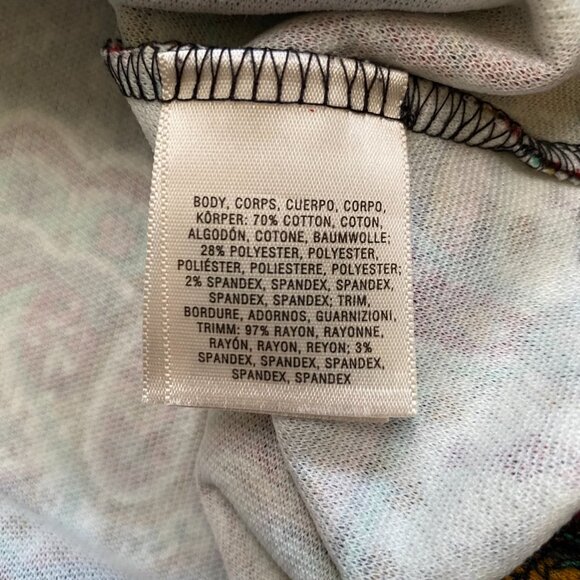 BODY, CORPS, CUERPO, CORPO,
KÖRPER: 70% COTTON, COTON,
ALGODÓN, COTONE, BAUMWOLLE;
28% POLYESTER, POLYESTER,
POLIÉSTER, POLIESTERE, POLYESTER;
2% SPANDEX, SPANDEX, SPANDEX,
SPANDEX, SPANDEX; TRIM,
BORDURE, ADORNOS, GUARNIZIONI,
TRIMM: 97% RAYON, RAYONNE,
RAYÓN, RAYON, REYON; 3%
SPANDEX, SPANDEX, SPANDEX,
SPANDEX, SPANDEX